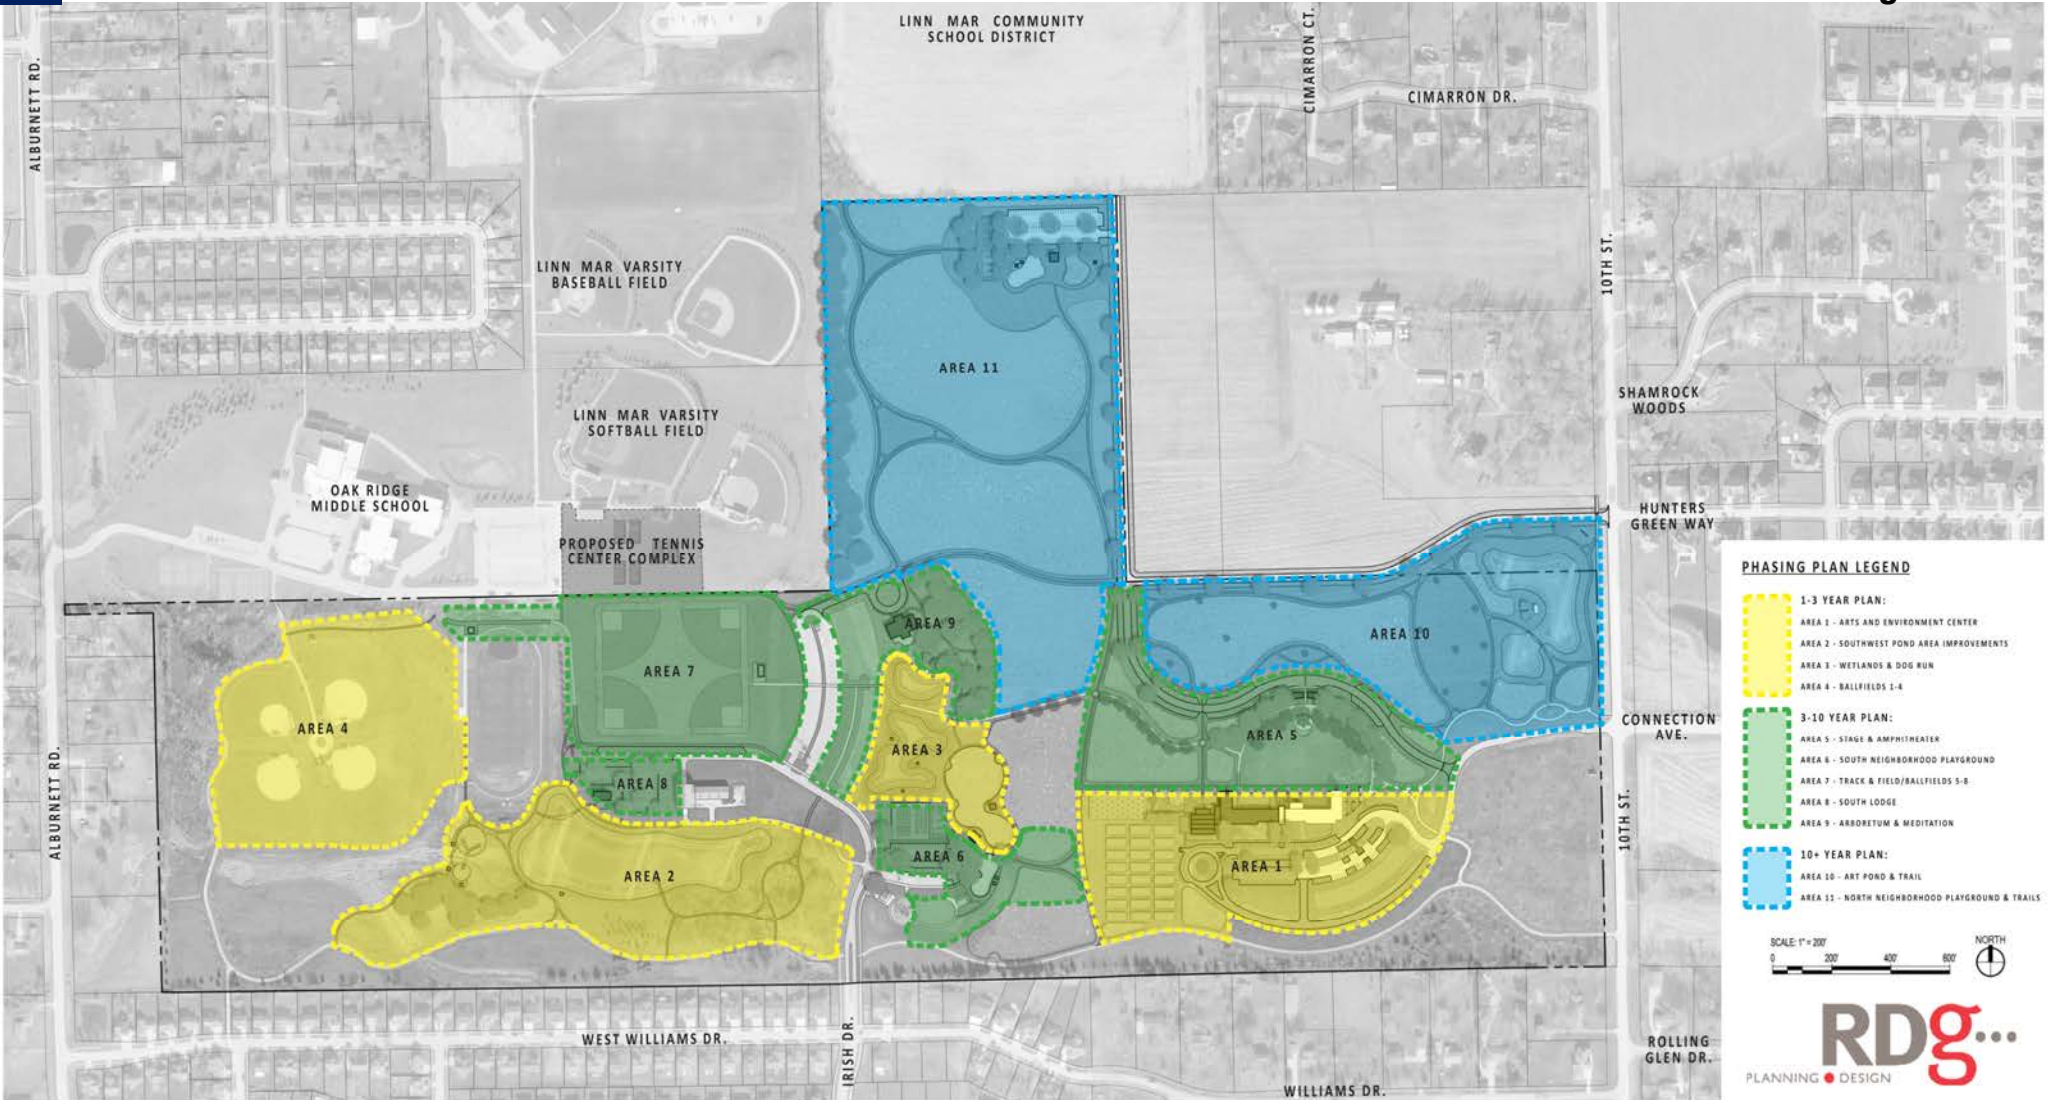 LINN MAR COMMUNITY
SCHOOL DISTRICT
CIMARRON CT.
CIMARRON DR.
ALBURNETT RD.
10TH ST.
LINN MAR VARSITY
BASEBALL FIELD
AREA 11
LINN MAR VARSITY
SOFTBALL FIELD
SHAMROCK
WOODS
OAK RIDGE
MIDDLE SCHOOL
HUNTERS
GREEN WAY
PROPOSED TENNIS
CENTER COMPLEX
AREA 9
AREA 10
AREA 7
AREA 4
AREA 3
AREA 5
CONNECTION
AVE.
AREA 8
ALBURNETT RD.
10TH ST.
AREA 6
AREA 2
AREA 1
WEST WILLIAMS DR.
IRISH DR.
WILLIAMS DR.
ROLLING
GLEN DR.
PHASING PLAN LEGEND
1-3 YEAR PLAN:
AREA 1 - ARTS AND ENVIRONMENT CENTER
AREA 2 - SOUTHWEST POND AREA IMPROVEMENTS
AREA 3 - WETLANDS & DOG RUN
AREA 4 - BALLFIELDS 1-4
3-10 YEAR PLAN:
AREA 5 - STAGE & AMPHITHEATER
AREA 6 - SOUTH NEIGHBORHOOD PLAYGROUND
AREA 7 - TRACK & FIELD/BALLFIELDS 5-8
AREA 8 - SOUTH LODGE
AREA 9 - ARBORETUM & MEDITATION
10+ YEAR PLAN:
AREA 10 - ART POND & TRAIL
AREA 11 - NORTH NEIGHBORHOOD PLAYGROUND & TRAILS
SCALE: 1" = 200'
NORTH
0 200' 400' 600'
RDg...
PLANNING • DESIGN